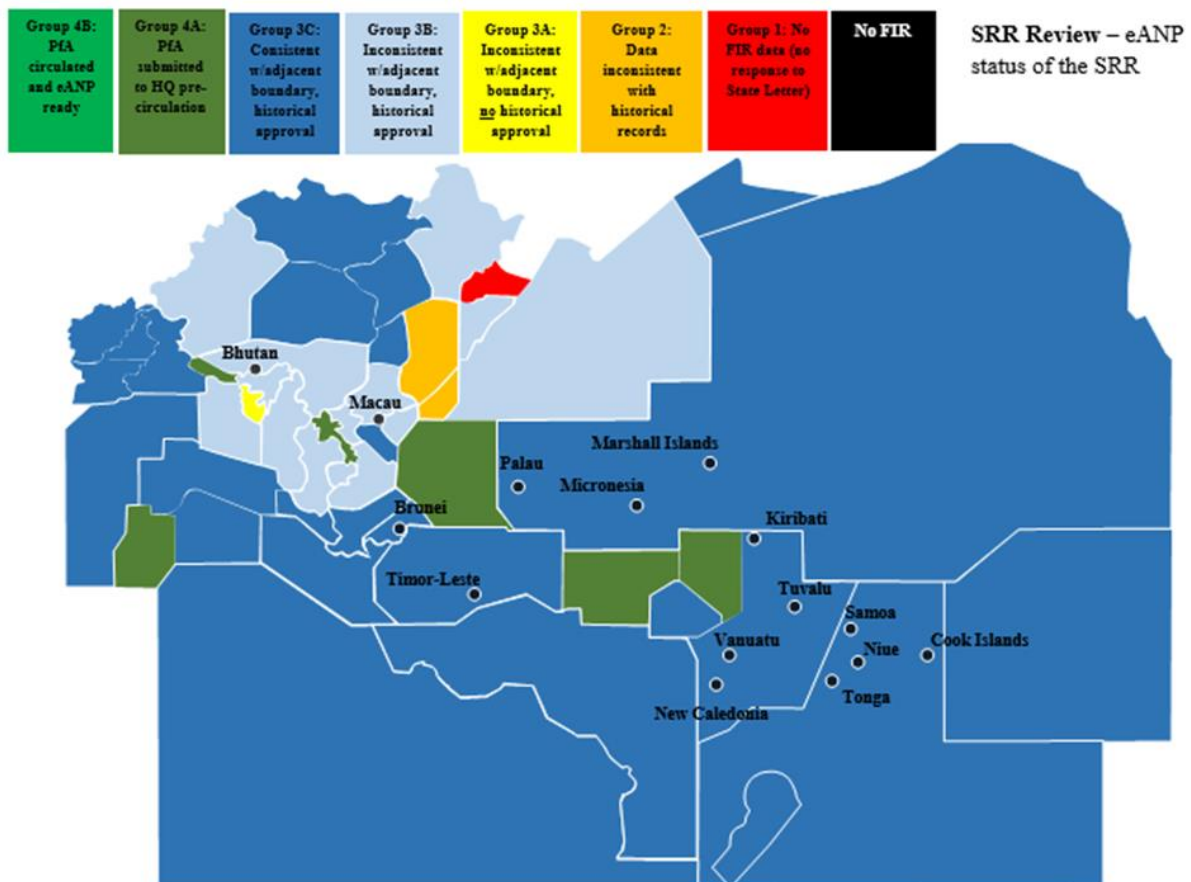 Group 4B:
PfA
circulated
and eANP
ready
Group 4A:
PfA
submitted
to HQ pre-
circulation
Group 3C:
Consistent
w/adjacent
boundary,
historical
approval
Group 3B:
Inconsistent
w/adjacent
boundary,
historical
approval
Group 3A:
Inconsistent
w/adjacent
boundary,
no historical
approval
Group 2:
Data
inconsistent
with
historical
records
Group 1: No
FIR data (no
response to
State Letter)
No FIR
SRR Review – eANP
status of the SRR
Bhutan
Macau
Marshall Islands
Palau
Micronesia
Brunei
Kiribati
Timor-Leste
Tuvalu
Samoa
Vanuatu
Niue
Cook Islands
Tonga
New Caledonia